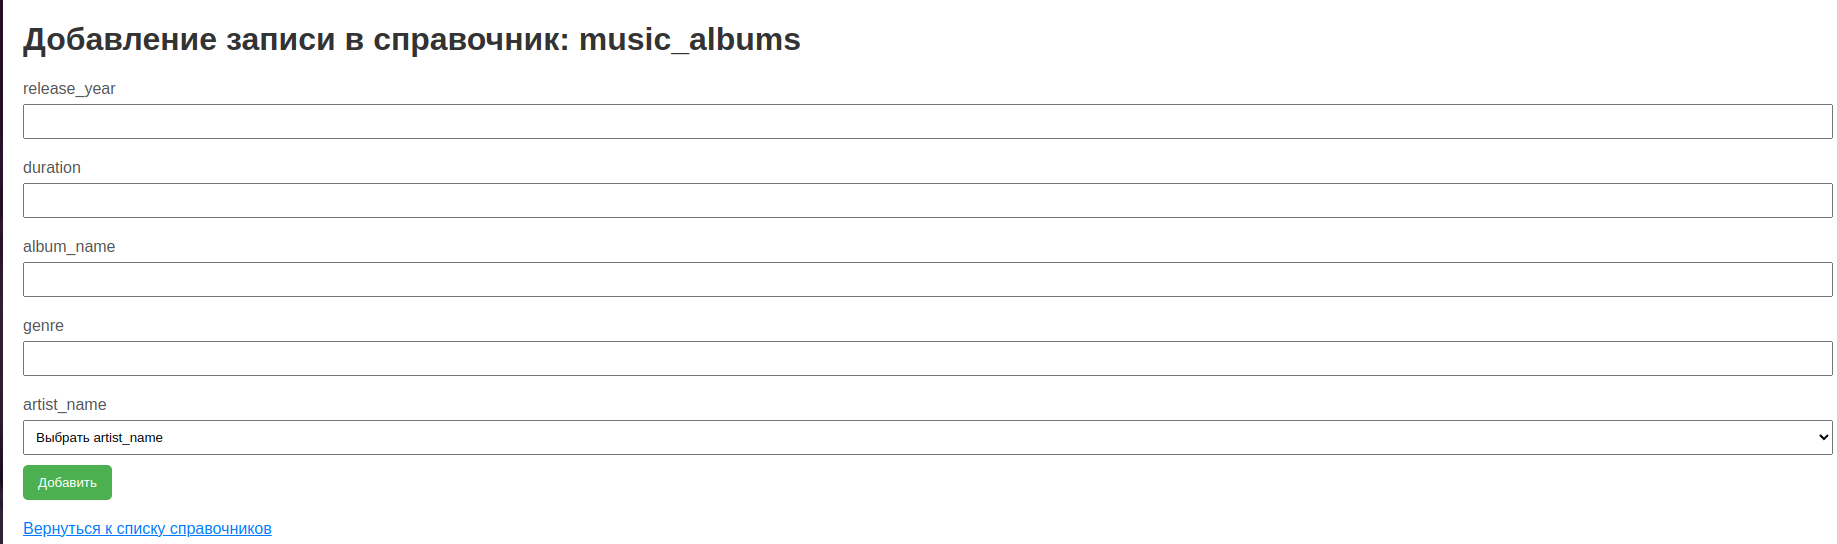 Добавление записи в справочник: music_albums
release_year
duration
album_name
genre
artist_name
Выбрать artist_name
Добавить
Вернуться к списку справочников